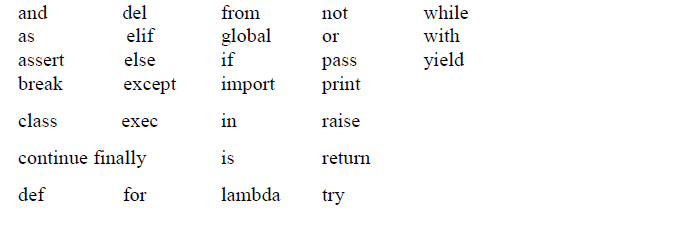 and del from not while
as elif global or with
assert else if pass yield
break except import print
class exec in raise
continue finally is return
def for lambda try